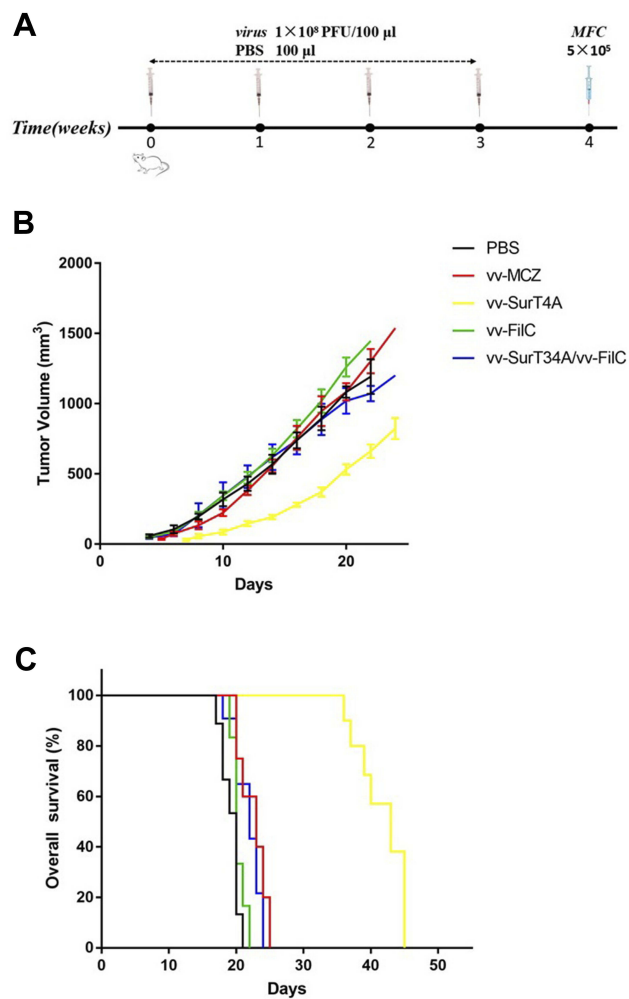 A
virus 1×10⁸ PFU/100 μl
PBS 100 μl
MFC
5×10⁵
Time(weeks)
0 1 2 3 4
B
Tumor Volume (mm³)
2000
1500
1000
500
0
0 10 20
Days
PBS
vv-MCZ
vv-SurT4A
vv-FilC
vv-SurT34A/vv-FilC
C
Overall survival (%)
100
80
60
40
20
0
0 10 20 30 40 50
Days